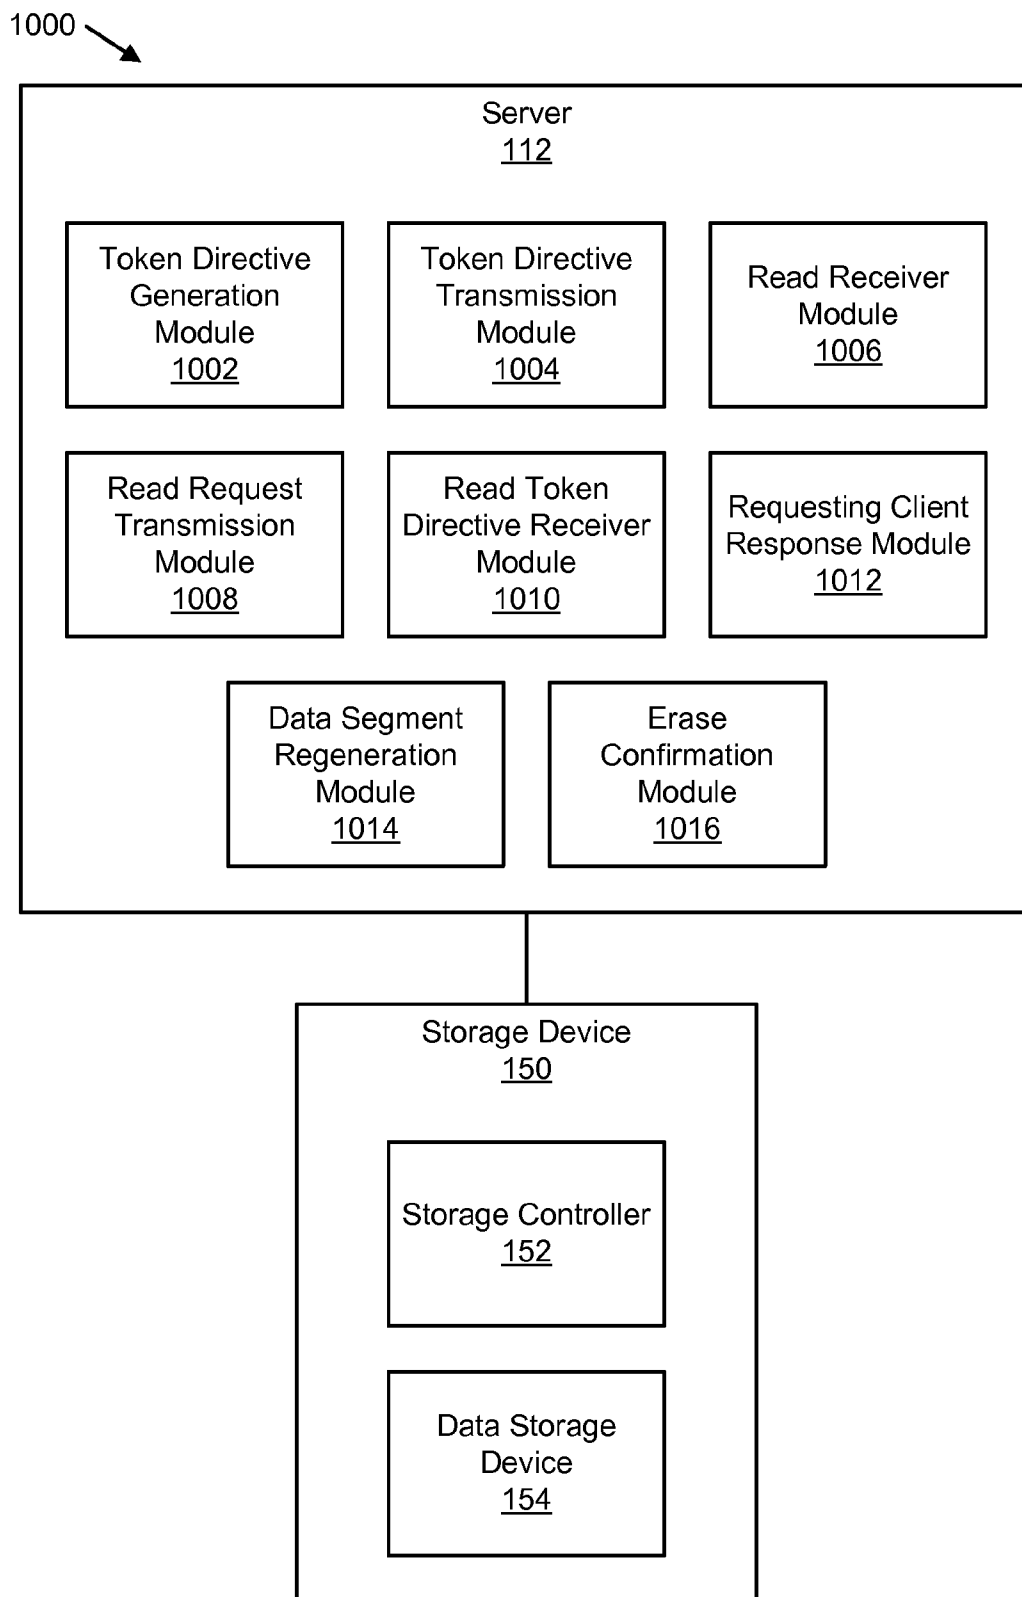 1000
Server
112
Token Directive
Generation
Module
1002
Token Directive
Transmission
Module
1004
Read Receiver
Module
1006
Read Request
Transmission
Module
1008
Read Token
Directive Receiver
Module
1010
Requesting Client
Response Module
1012
Data Segment
Regeneration
Module
1014
Erase
Confirmation
Module
1016
Storage Device
150
Storage Controller
152
Data Storage
Device
154